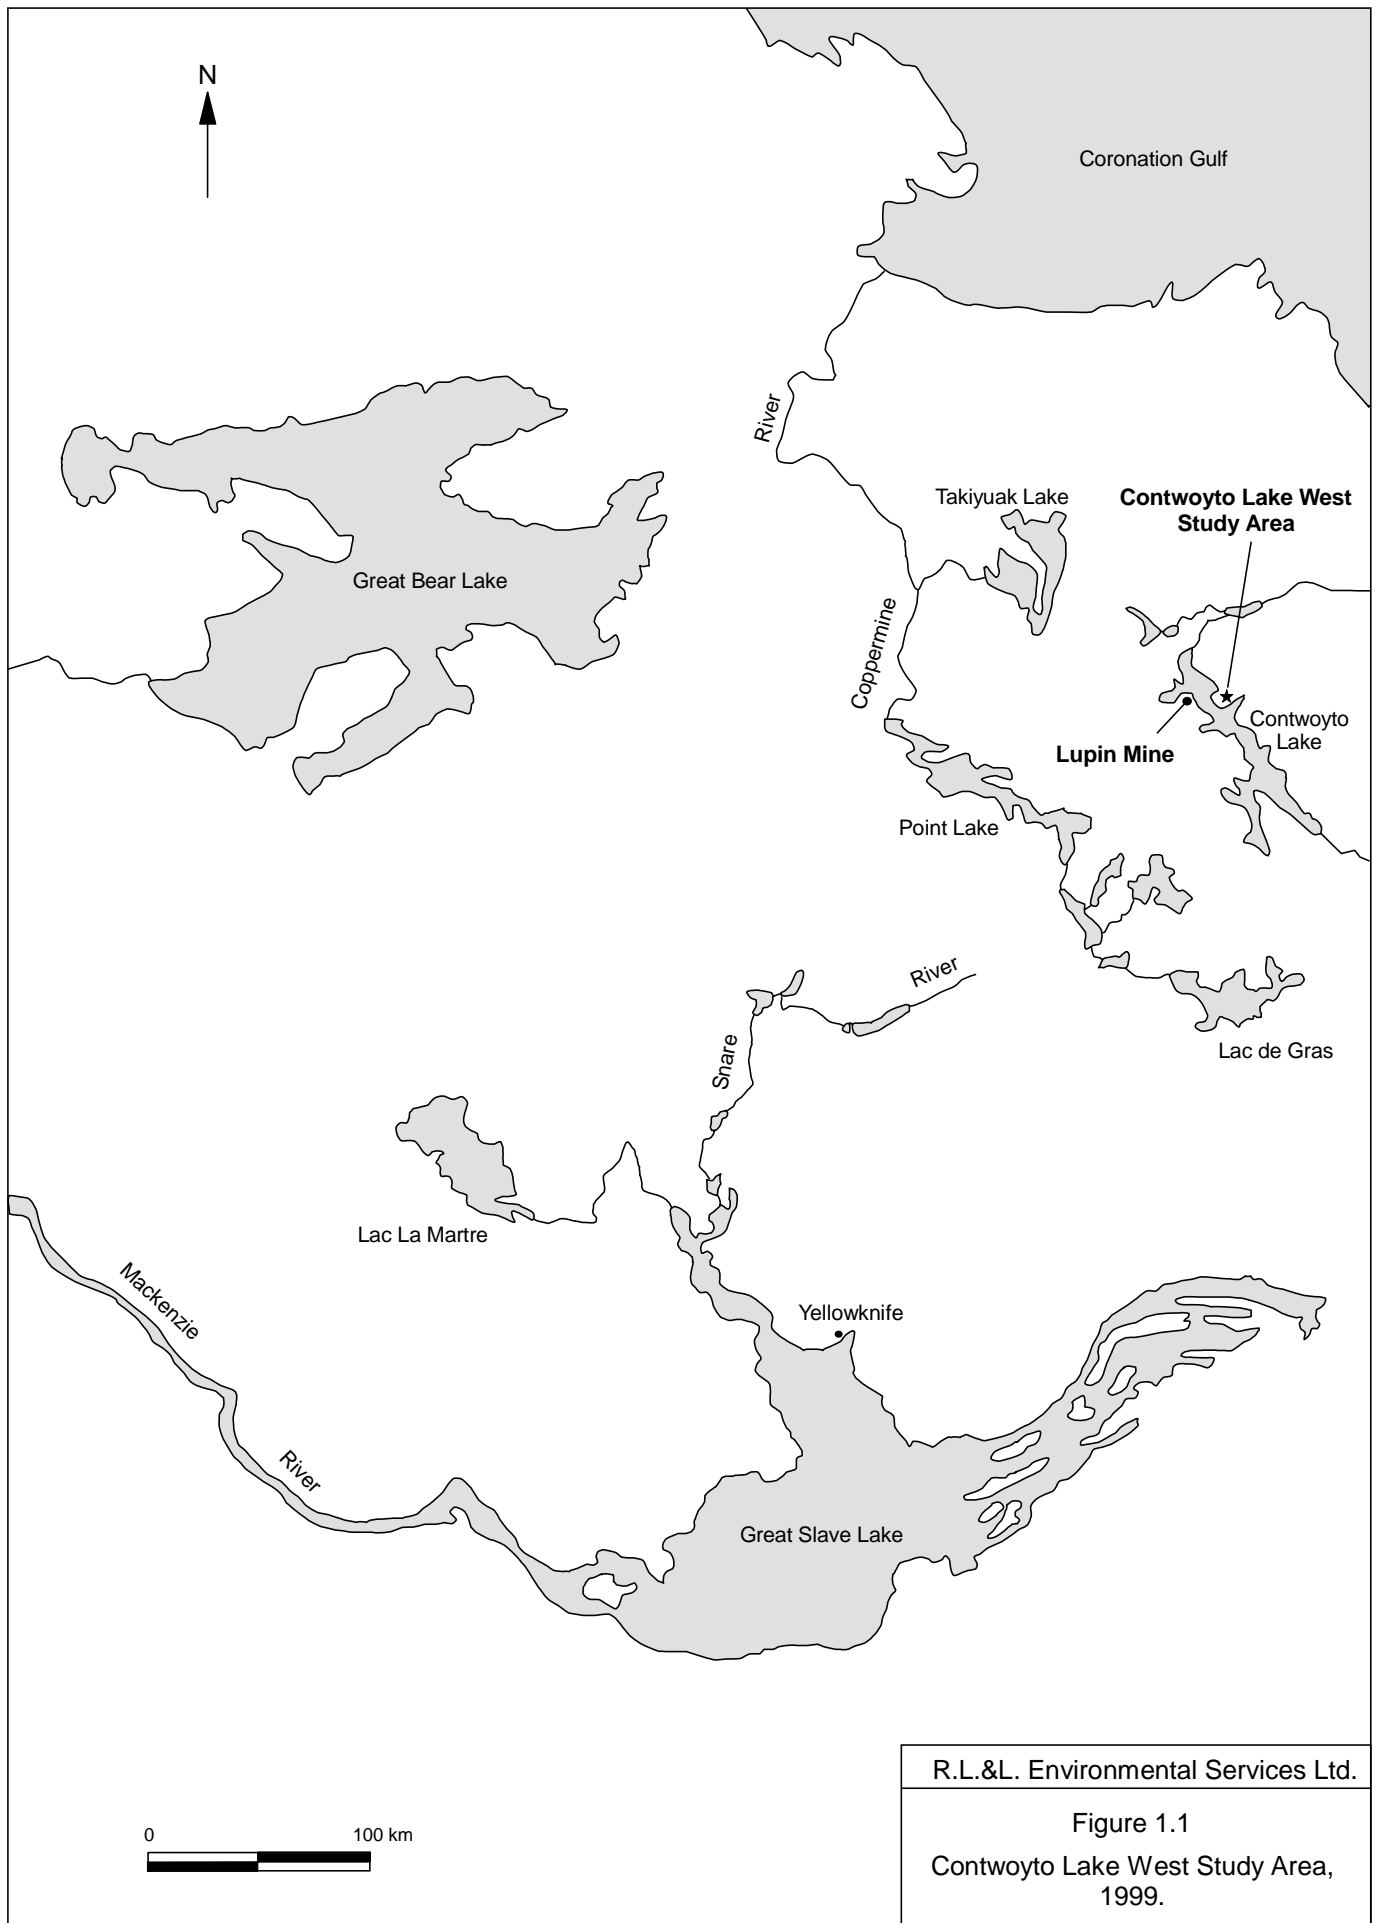 N
Coronation Gulf
River
Takiyuak Lake
Contwoyto Lake West
Study Area
Great Bear Lake
Coppermine
Contwoyto
Lake
Lupin Mine
Point Lake
River
Snare
Lac de Gras
Lac La Martre
Mackenzie
Yellowknife
River
Great Slave Lake
R.L.&L. Environmental Services Ltd.
Figure 1.1
Contwoyto Lake West Study Area,
1999.
0 100 km